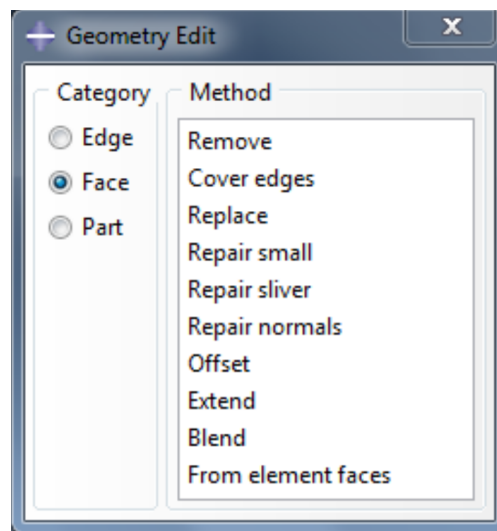 Geometry Edit
Category
Edge
Face
Part
Method
Remove
Cover edges
Replace
Repair small
Repair sliver
Repair normals
Offset
Extend
Blend
From element faces